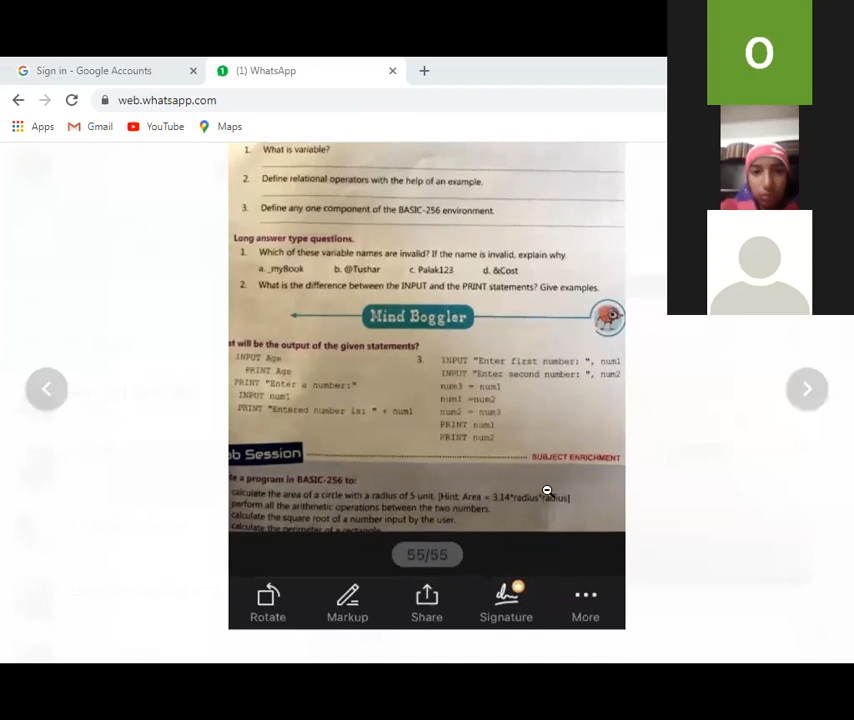 Sign in - Google Accounts
(1) WhatsApp
web.whatsapp.com
Apps
Gmail
YouTube
Maps
O
1. What is variable?
2. Define relational operators with the help of an example.
3. Define any one component of the BASIC-256 environment.
Long answer type questions.
1. Which of these variable names are invalid? If the name is invalid, explain why
a. _myBook b. @Tushar c. Palak123 d. &Cost
2. What is the difference between the INPUT and the PRINT statements? Give examples.
Mind Boggler
at will be the output of the given statements?
INPUT Age
PRINT Age
PRINT "Enter a number:"
INPUT num1
PRINT "Entered number is: " + num1
3. INPUT "Enter first number: ", num1
INPUT "Enter second number: ", num2
num3 = num1
num1 =num2
num2 = num3
PRINT num1
PRINT num2
ob Session
SUBJECT ENRICHMENT
te a program in BASIC-256 to:
calculate the area of a circle with a radius of 5 unit. [Hint: Area = 3.14*radius*radius]
perform all the arithmetic operations between the two numbers.
calculate the square root of a number input by the user.
calculate the perimeter of a rectangle
55/55
Rotate
Markup
Share
Signature
More